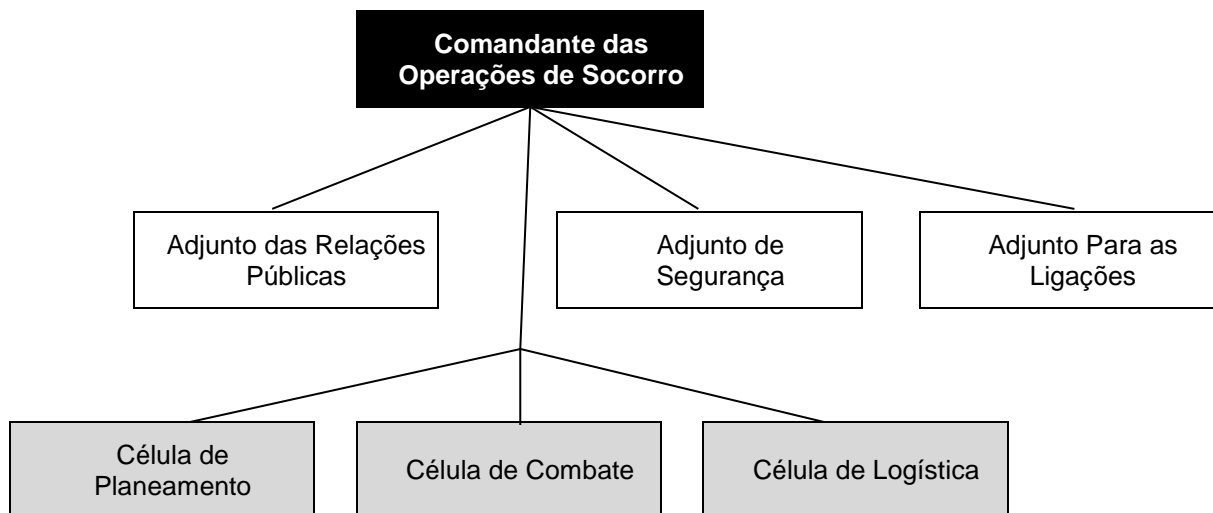 Comandante das
Operações de Socorro
Adjunto das Relações
Públicas
Adjunto de
Segurança
Adjunto Para as
Ligações
Célula de
Planeamento
Célula de Combate
Célula de Logística